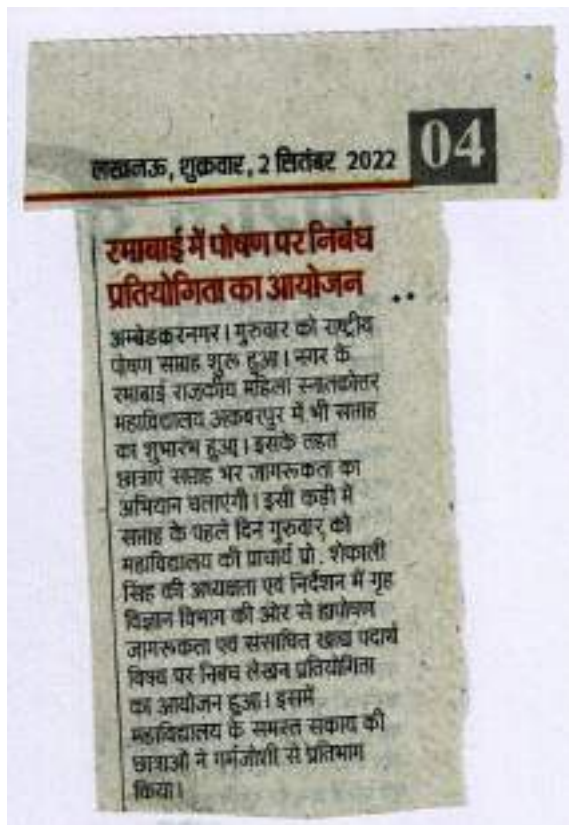 04
लखनऊ, शुक्रवार, 2 सितंबर 2022
रमाबाई में पोषण पर निबंध
प्रतियोगिता का आयोजन
अम्बेडकरनगर। गुरुवार को राष्ट्रीय
पोषण सप्ताह शुरू हुआ। नगर के
रमाबाई राजकीय महिला स्नातकोत्तर
महाविद्यालय अकबरपुर में भी सप्ताह
का शुभारंभ हुआ। इसके तहत
छात्राएं सप्ताह भर जागरूकता का
अभियान चलाएंगी। इसी कड़ी में
सप्ताह के पहले दिन गुरुवार को
महाविद्यालय की प्राचार्य प्रो. शेफाली
सिंह की अध्यक्षता एवं निर्देशन में गृह
विज्ञान विभाग की ओर से
जागरूकता एवं संसाधित खाद्य पदार्थ
विषय पर निबंध लेखन प्रतियोगिता
का आयोजन हुआ। इसमें
महाविद्यालय के समस्त संकाय की
छात्राओं ने गर्मजोशी से प्रतिभाग
किया।